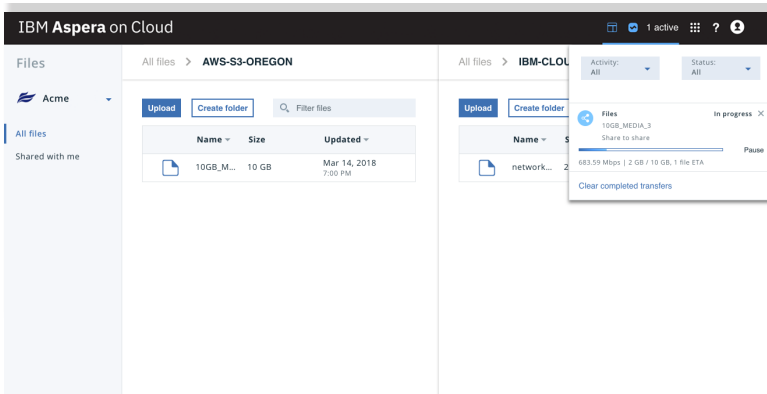 IBM Aspera on Cloud
1 active
?
Files
Acme
All files
Shared with me
All files > AWS-S3-OREGON
Upload
Create folder
Filter files
Name
Size
Updated
10GB_M...
10 GB
Mar 14, 2018
7:00 PM
All files > IBM-CLOU
Upload
Create folder
Name
S
network...
2
Activity:
All
Status:
All
Files
In progress
10GB_MEDIA_3
Share to share
Pause
683.59 Mbps | 2 GB / 10 GB, 1 file ETA
Clear completed transfers